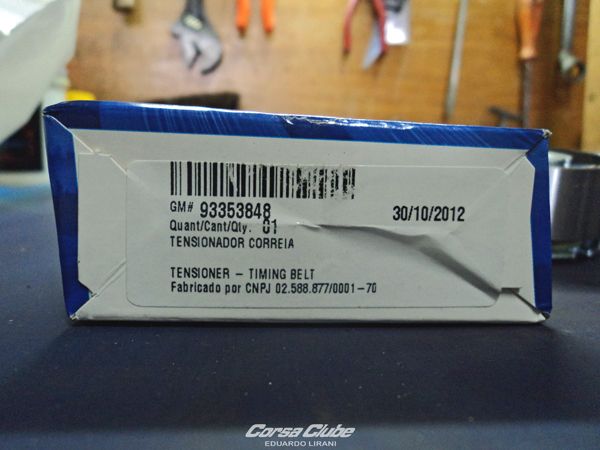 GM# 93353848 30/10/2012
Quant/Cant/Qty. 01
TENSIONADOR CORREIA
TENSIONER - TIMING BELT
Fabricado por CNPJ 02.588.877/0001-70
Corsa Clube
EDUARDO LIRANI